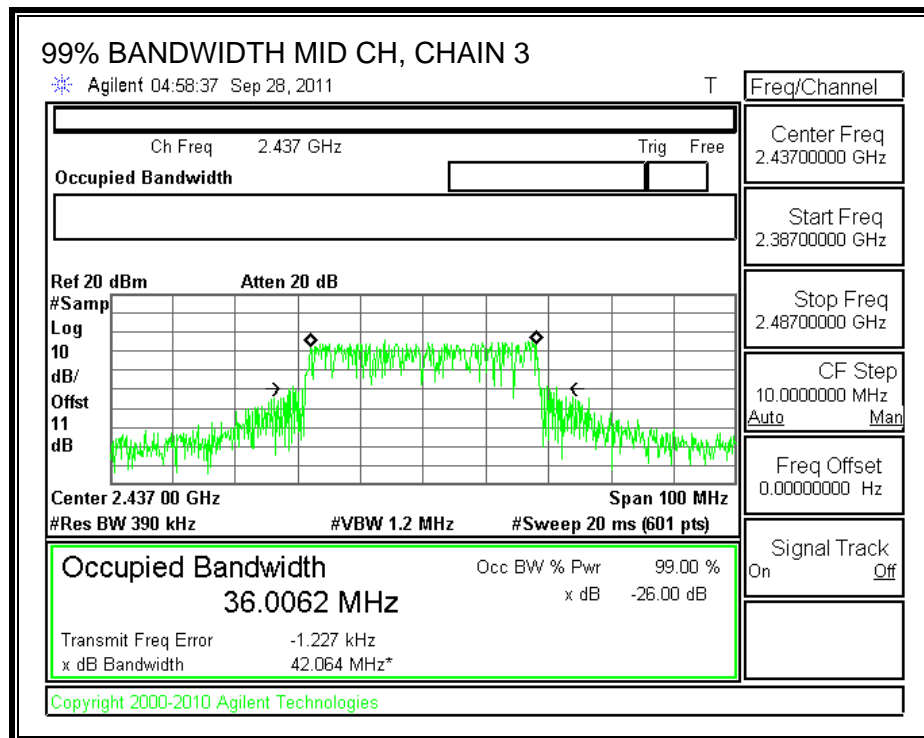 99% BANDWIDTH MID CH, CHAIN 3
Agilent 04:58:37 Sep 28, 2011 T
Ch Freq 2.437 GHz Trig Free
Occupied Bandwidth
Ref 20 dBm Atten 20 dB
#Samp
Log
10
dB/
Offst
11
dB
Center 2.437 00 GHz Span 100 MHz
#Res BW 390 kHz #VBW 1.2 MHz #Sweep 20 ms (601 pts)
Occupied Bandwidth Occ BW % Pwr 99.00 %
36.0062 MHz x dB -26.00 dB
Transmit Freq Error -1.227 kHz
x dB Bandwidth 42.064 MHz*
Copyright 2000-2010 Agilent Technologies
Freq/Channel
Center Freq
2.43700000 GHz
Start Freq
2.38700000 GHz
Stop Freq
2.48700000 GHz
CF Step
10.0000000 MHz
Auto Man
Freq Offset
0.00000000 Hz
Signal Track
On Off